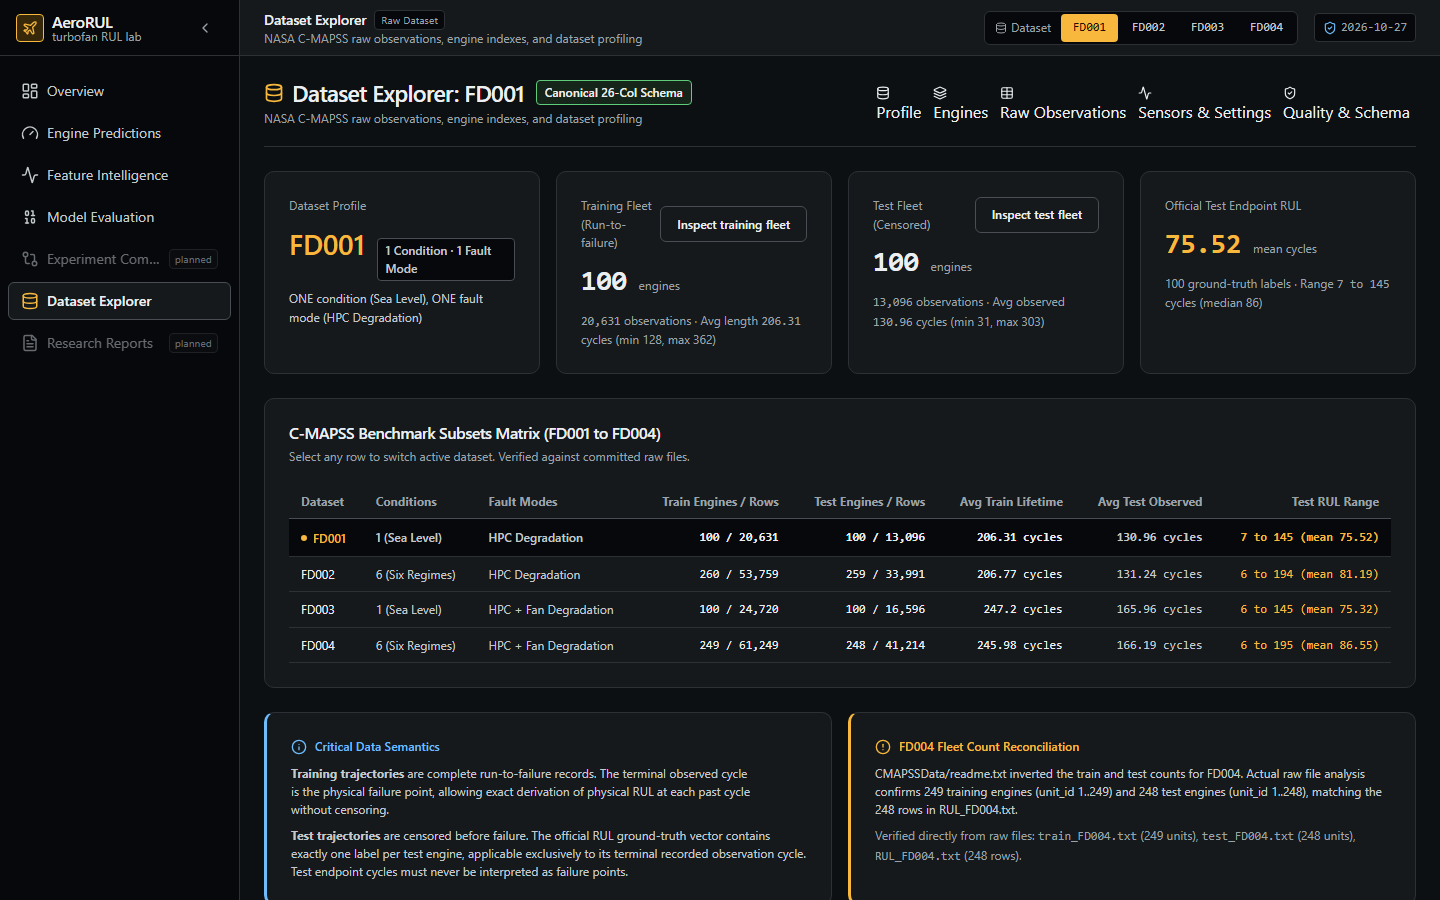 AeroRUL
turbofan RUL lab
Overview
Engine Predictions
Feature Intelligence
Model Evaluation
Experiment Com... planned
Dataset Explorer
Research Reports planned
Dataset Explorer Raw Dataset
NASA C-MAPSS raw observations, engine indexes, and dataset profiling
Dataset FD001 FD002 FD003 FD004
2026-10-27
Dataset Explorer: FD001 Canonical 26-Col Schema
NASA C-MAPSS raw observations, engine indexes, and dataset profiling
Profile Engines Raw Observations Sensors & Settings Quality & Schema
Dataset Profile
FD001
1 Condition · 1 Fault
Mode
ONE condition (Sea Level), ONE fault
mode (HPC Degradation)
Training Fleet
(Run-to-
failure)
Inspect training fleet
100 engines
20,631 observations · Avg length 206.31
cycles (min 128, max 362)
Test Fleet
(Censored)
Inspect test fleet
100 engines
13,096 observations · Avg observed
130.96 cycles (min 31, max 303)
Official Test Endpoint RUL
75.52 mean cycles
100 ground-truth labels · Range 7 to 145
cycles (median 86)
C-MAPSS Benchmark Subsets Matrix (FD001 to FD004)
Select any row to switch active dataset. Verified against committed raw files.
Dataset Conditions Fault Modes Train Engines / Rows Test Engines / Rows Avg Train Lifetime Avg Test Observed Test RUL Range
FD001 1 (Sea Level) HPC Degradation 100 / 20,631 100 / 13,096 206.31 cycles 130.96 cycles 7 to 145 (mean 75.52)
FD002 6 (Six Regimes) HPC Degradation 260 / 53,759 259 / 33,991 206.77 cycles 131.24 cycles 6 to 194 (mean 81.19)
FD003 1 (Sea Level) HPC + Fan Degradation 100 / 24,720 100 / 16,596 247.2 cycles 165.96 cycles 6 to 145 (mean 75.32)
FD004 6 (Six Regimes) HPC + Fan Degradation 249 / 61,249 248 / 41,214 245.98 cycles 166.19 cycles 6 to 195 (mean 86.55)
Critical Data Semantics
Training trajectories are complete run-to-failure records. The terminal observed cycle
is the physical failure point, allowing exact derivation of physical RUL at each past cycle
without censoring.
Test trajectories are censored before failure. The official RUL ground-truth vector contains
exactly one label per test engine, applicable exclusively to its terminal recorded observation cycle.
Test endpoint cycles must never be interpreted as failure points.
FD004 Fleet Count Reconciliation
CMAPSSData/readme.txt inverted the train and test counts for FD004. Actual raw file analysis
confirms 249 training engines (unit_id 1..249) and 248 test engines (unit_id 1..248), matching the
248 rows in RUL_FD004.txt.
Verified directly from raw files: train_FD004.txt (249 units), test_FD004.txt (248 units),
RUL_FD004.txt (248 rows).